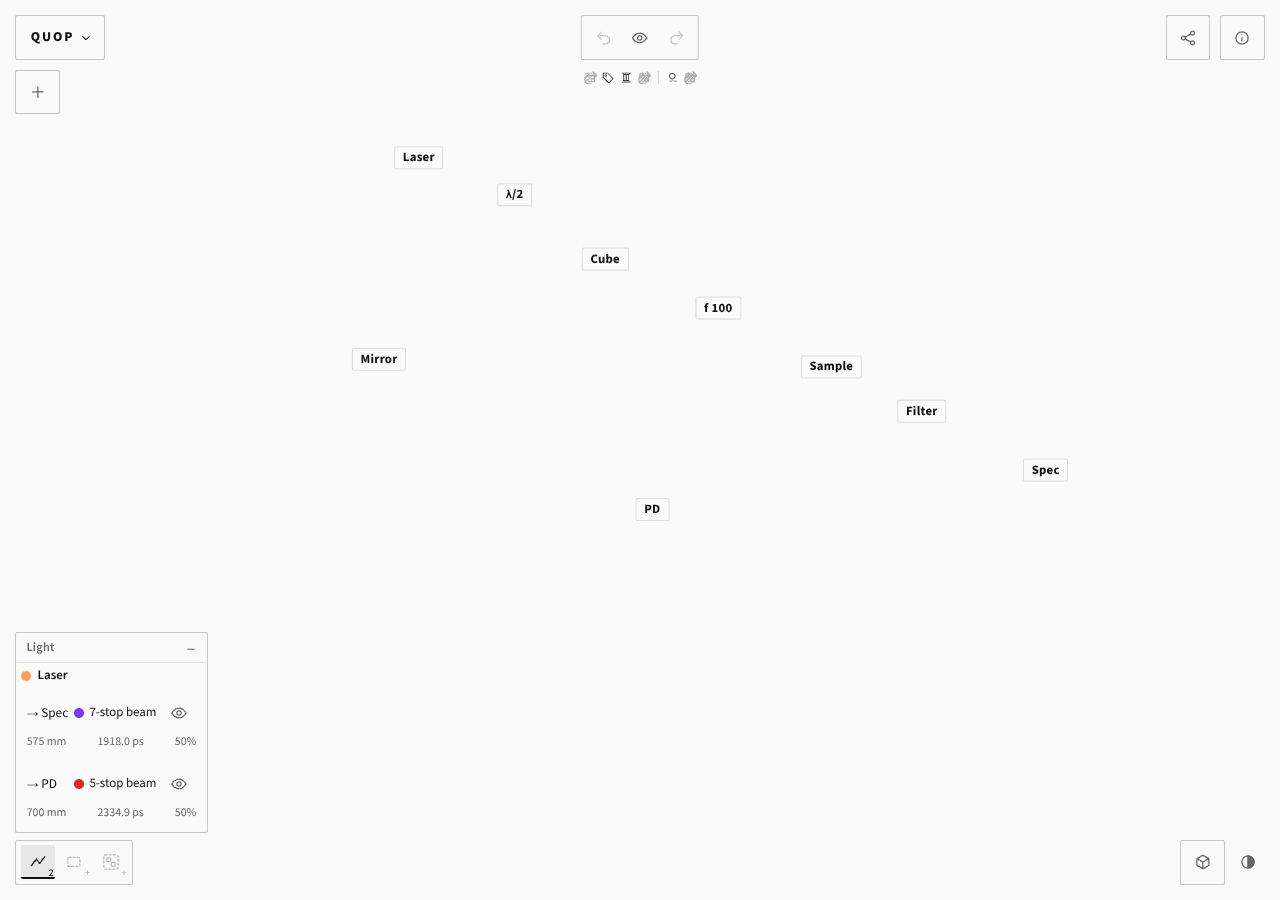 QUOP
Laser
λ/2
Cube
f 100
Mirror
Sample
Filter
Spec
PD
Light
Laser
→ Spec 7-stop beam
575 mm 1918.0 ps 50%
→ PD 5-stop beam
700 mm 2334.9 ps 50%
2